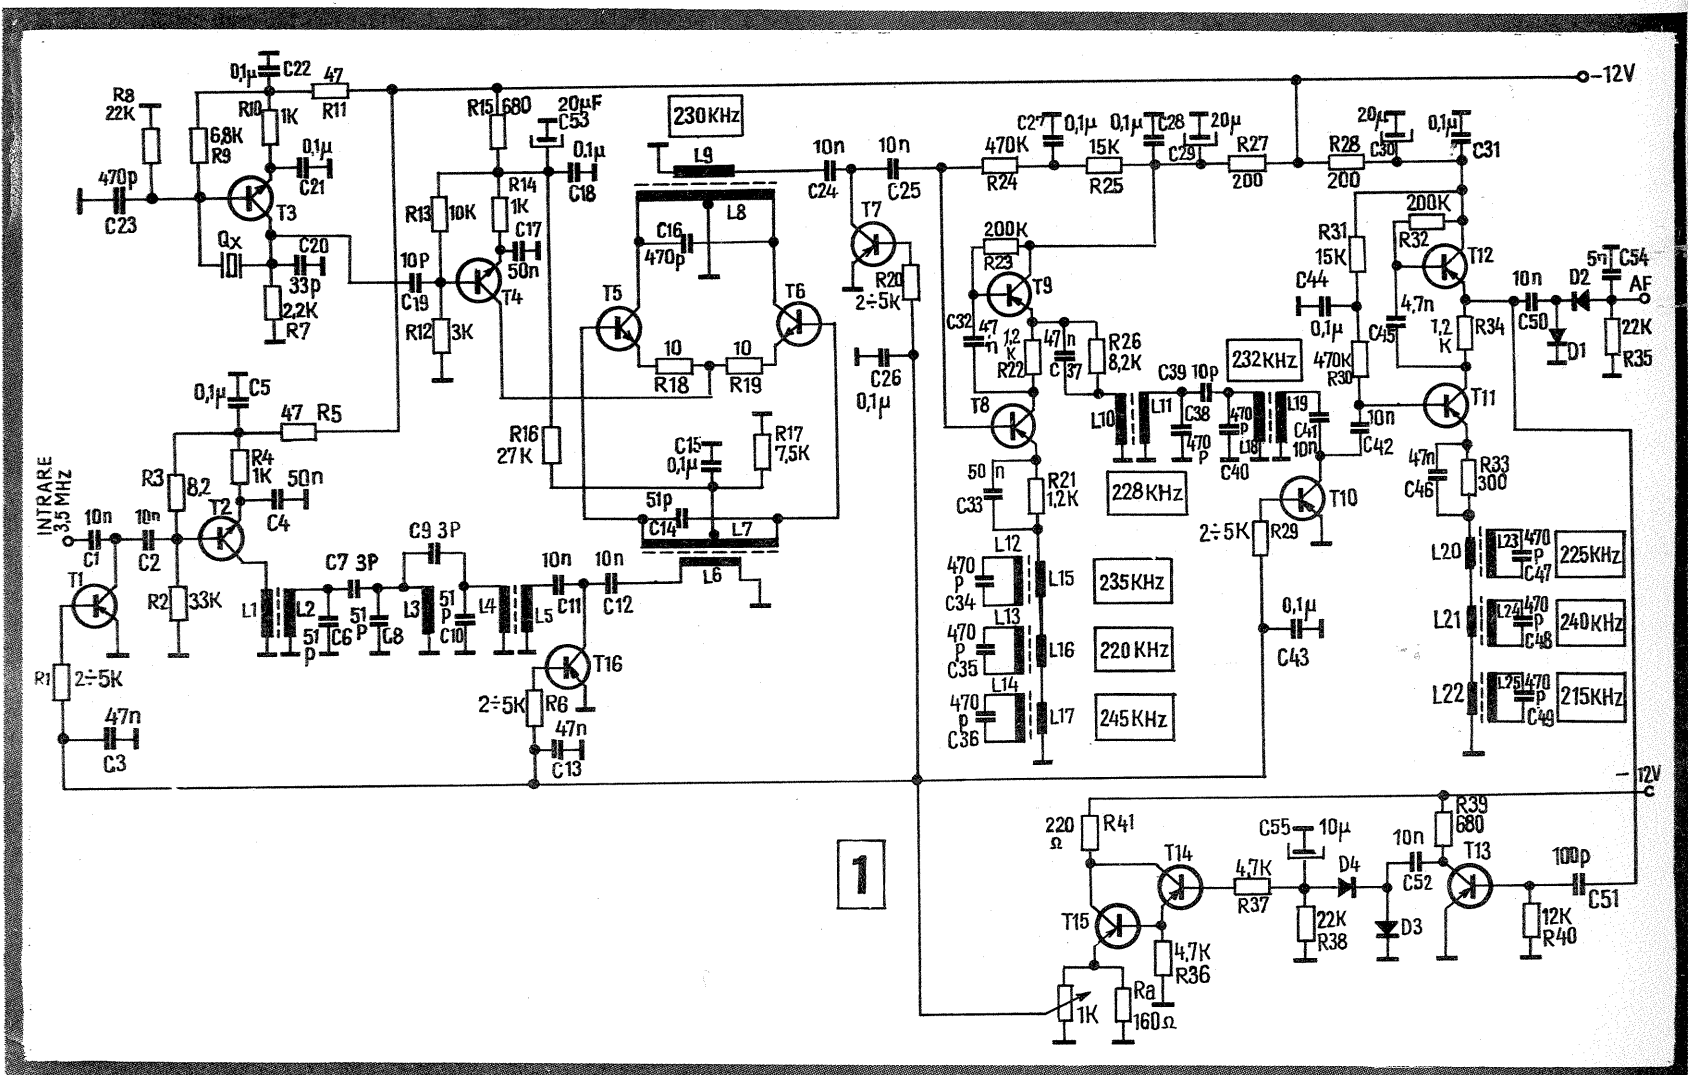 0,1µ C22
47
R11
R8
22K
R10 1K
6,8K
R9
0,1µ
C21
470p
C23
T3
Qx
C20
33p
2,2K
R7
R15 680
20µF
C53
0,1µ
C18
R14
1K
R13 10K
C17
50n
10P
C19
T4
R12 3K
230KHz
L9
L8
C16
470p
T5
T6
10
R18
10
R19
10n
C24
10n
C25
T7
R20
2÷5K
C26
0,1µ
R16
27K
C15
0,1µ
R17
7,5K
51p
C14
L7
L6
-12V
C27 0,1µ
0,1µ C28
20µ
C29
470K
R24
15K
R25
R27
200
R28
200
20µ
C30
0,1µ
C31
200K
R23
T9
C32 47n
1,2K
R22
47n
C37
R26
8,2K
T8
C39 10p
232KHz
L10
L11
C38
470p
470p
C40
L18
L19
C41
10n
10n
C42
R31
15K
200K
R32
T12
C44
0,1µ
4,7n
C45
1,2K
R34
470K
R30
T11
10n
C50
D2
D1
5n C54
AF
22K
R35
50n
C33
R21
1,2K
228KHz
2÷5K R29
T10
47n
C46
R33
300
L12
470p
C34
L15
235KHz
L13
470p
C35
L16
220KHz
L14
470p
C36
L17
245KHz
0,1µ
C43
L20
L23 470p
C47
225KHz
L21
L24 470p
C48
240KHz
L22
L25 470p
C49
215KHz
INTRARE
3,5MHz
0,1µ C5
47 R5
R3 8,2
R4
1K
50n
C4
10n
C1
10n
C2
T2
T1
R2 33K
R1 2÷5K
47n
C3
L1
L2
C7 3P
51p
C6
51p
C8
C9 3P
L3
51p
C10
L4
L5
10n
C11
10n
C12
T16
2÷5K R6
47n
C13
-12V
220Ω
R41
T14
T15
4,7K
R37
C55 10µ
D4
22K
R38
D3
10n
C52
R39
680
T13
100p
C51
12K
R40
4,7K
R36
1K
Ra
160Ω
1